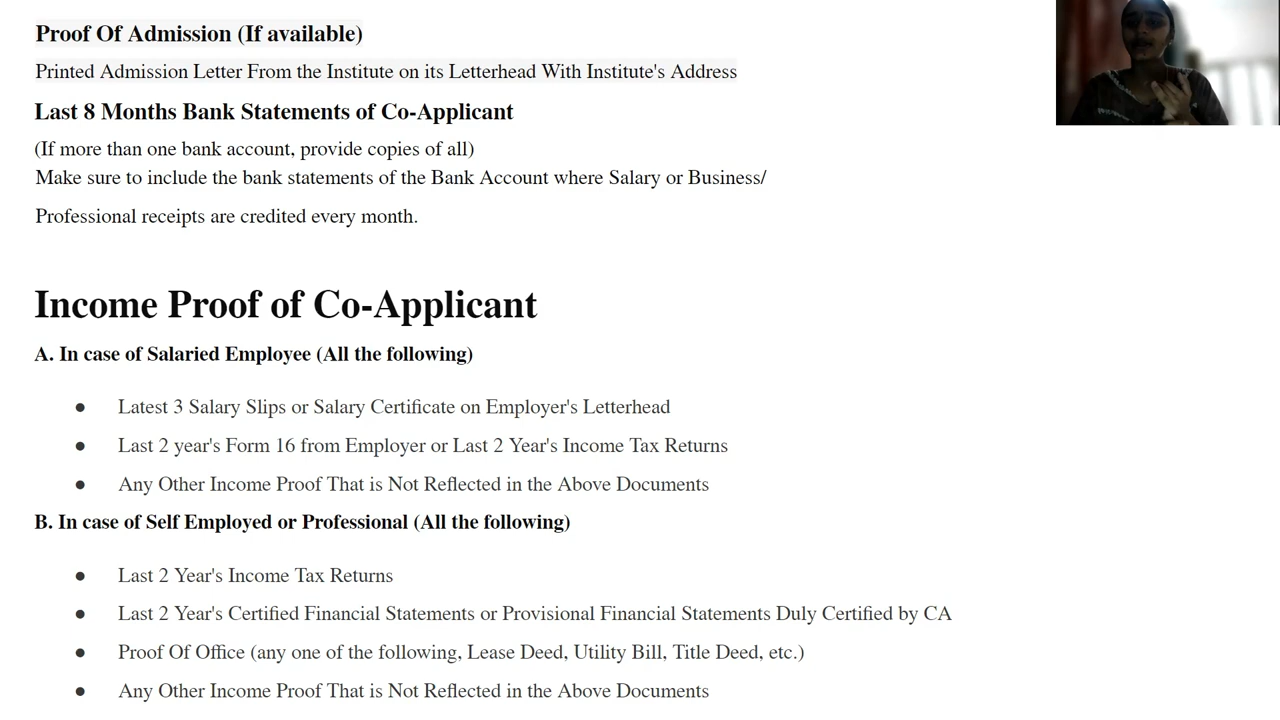 Proof Of Admission (If available)
Printed Admission Letter From the Institute on its Letterhead With Institute's Address
Last 8 Months Bank Statements of Co-Applicant
(If more than one bank account, provide copies of all)
Make sure to include the bank statements of the Bank Account where Salary or Business/
Professional receipts are credited every month.
Income Proof of Co-Applicant
A. In case of Salaried Employee (All the following)
● Latest 3 Salary Slips or Salary Certificate on Employer's Letterhead
● Last 2 year's Form 16 from Employer or Last 2 Year's Income Tax Returns
● Any Other Income Proof That is Not Reflected in the Above Documents
B. In case of Self Employed or Professional (All the following)
● Last 2 Year's Income Tax Returns
● Last 2 Year's Certified Financial Statements or Provisional Financial Statements Duly Certified by CA
● Proof Of Office (any one of the following, Lease Deed, Utility Bill, Title Deed, etc.)
● Any Other Income Proof That is Not Reflected in the Above Documents